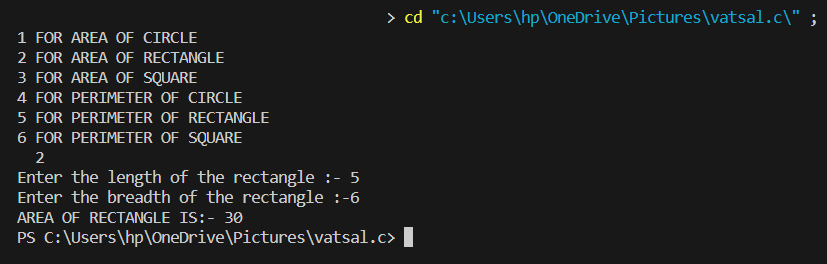 > cd "c:\Users\hp\OneDrive\Pictures\vatsal.c\" ;
1 FOR AREA OF CIRCLE
2 FOR AREA OF RECTANGLE
3 FOR AREA OF SQUARE
4 FOR PERIMETER OF CIRCLE
5 FOR PERIMETER OF RECTANGLE
6 FOR PERIMETER OF SQUARE
2
Enter the length of the rectangle :- 5
Enter the breadth of the rectangle :-6
AREA OF RECTANGLE IS:- 30
PS C:\Users\hp\OneDrive\Pictures\vatsal.c>